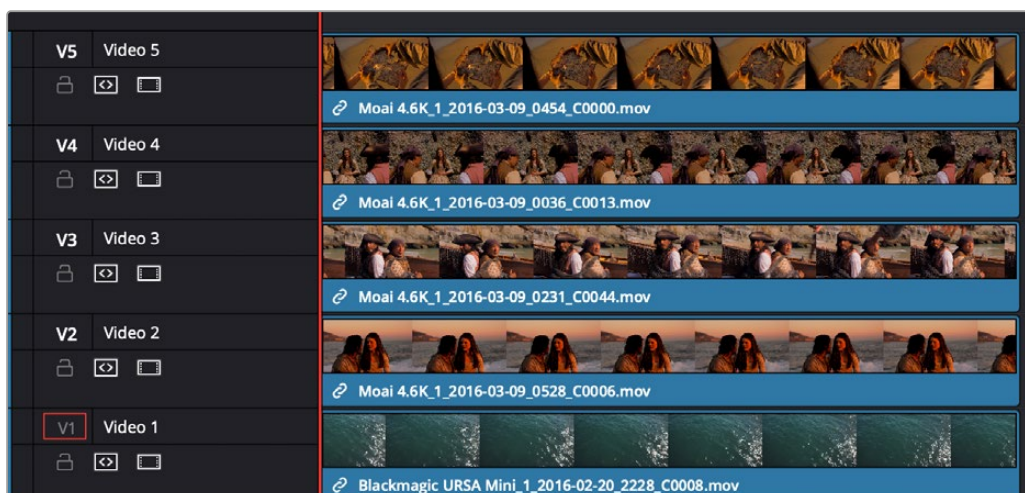 V5 Video 5
Moai 4.6K_1_2016-03-09_0454_C0000.mov
V4 Video 4
Moai 4.6K_1_2016-03-09_0036_C0013.mov
V3 Video 3
Moai 4.6K_1_2016-03-09_0231_C0044.mov
V2 Video 2
Moai 4.6K_1_2016-03-09_0528_C0006.mov
V1 Video 1
Blackmagic URSA Mini_1_2016-02-20_2228_C0008.mov